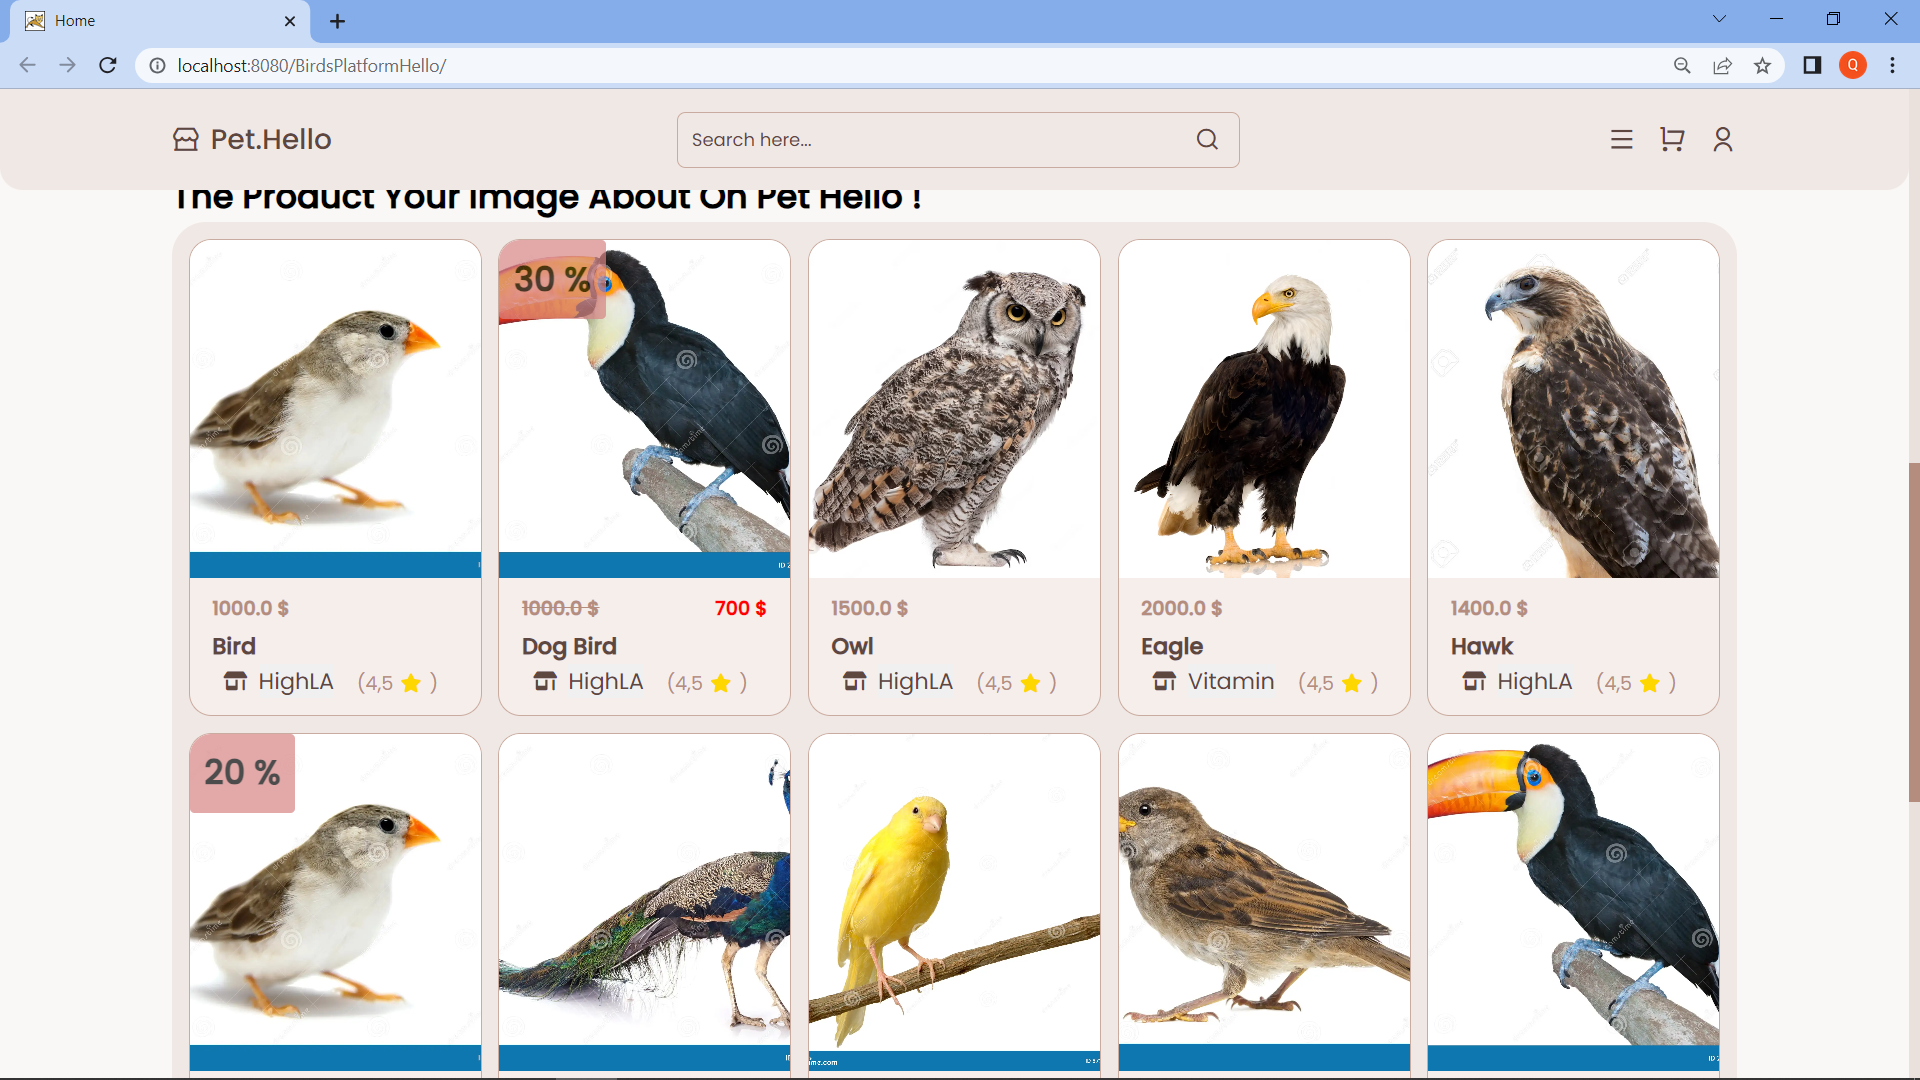 Home
localhost:8080/BirdsPlatformHello/
Q
Pet.Hello
Search here...
The Product Your Image About On Pet Hello !
30 %
1000.0 $
Bird
HighLA (4,5 )
1000.0 $ 700 $
Dog Bird
HighLA (4,5 )
1500.0 $
Owl
HighLA (4,5 )
2000.0 $
Eagle
Vitamin (4,5 )
1400.0 $
Hawk
HighLA (4,5 )
20 %